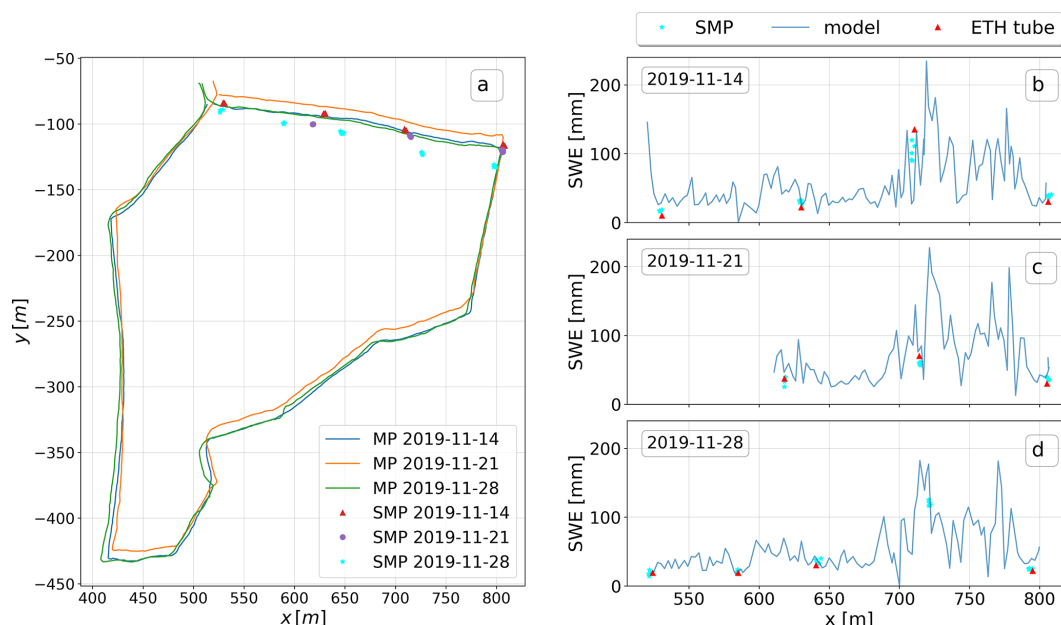 SMP model ETH tube
a
−50
−100
−150
−200
−250
−300
−350
−400
−450
y [m]
400 450 500 550 600 650 700 750 800
x [m]
MP 2019-11-14
MP 2019-11-21
MP 2019-11-28
SMP 2019-11-14
SMP 2019-11-21
SMP 2019-11-28
2019-11-14
b
200
100
0
SWE [mm]
2019-11-21
c
200
100
0
SWE [mm]
2019-11-28
d
200
100
0
SWE [mm]
550 600 650 700 750 800
x [m]